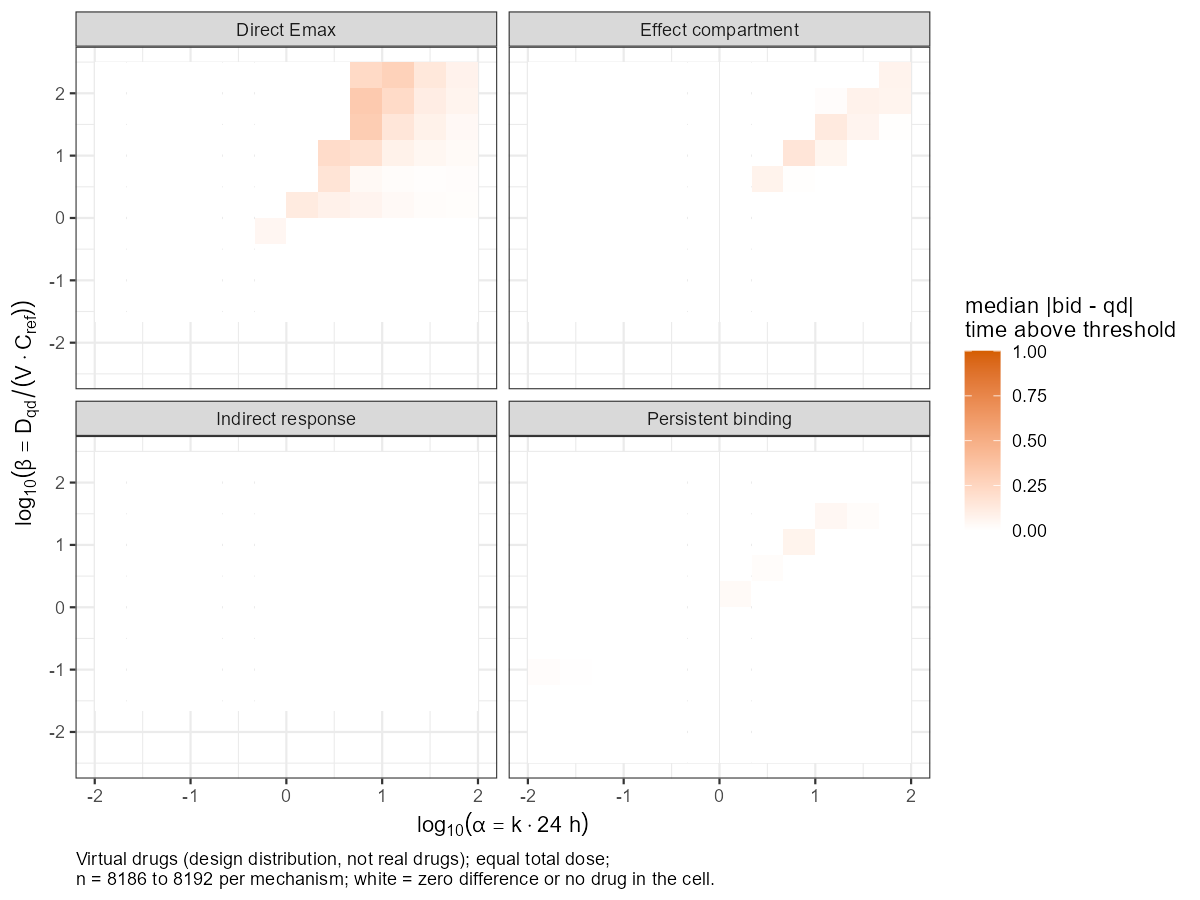 Direct Emax
Effect compartment
2
1
0
-1
-2
Indirect response
Persistent binding
2
1
0
-1
-2
-2 -1 0 1 2
-2 -1 0 1 2
log10(β = Dqd/(V · Cref))
log10(α = k · 24 h)
median |bid - qd|
time above threshold
1.00
0.75
0.50
0.25
0.00
Virtual drugs (design distribution, not real drugs); equal total dose;
n = 8186 to 8192 per mechanism; white = zero difference or no drug in the cell.